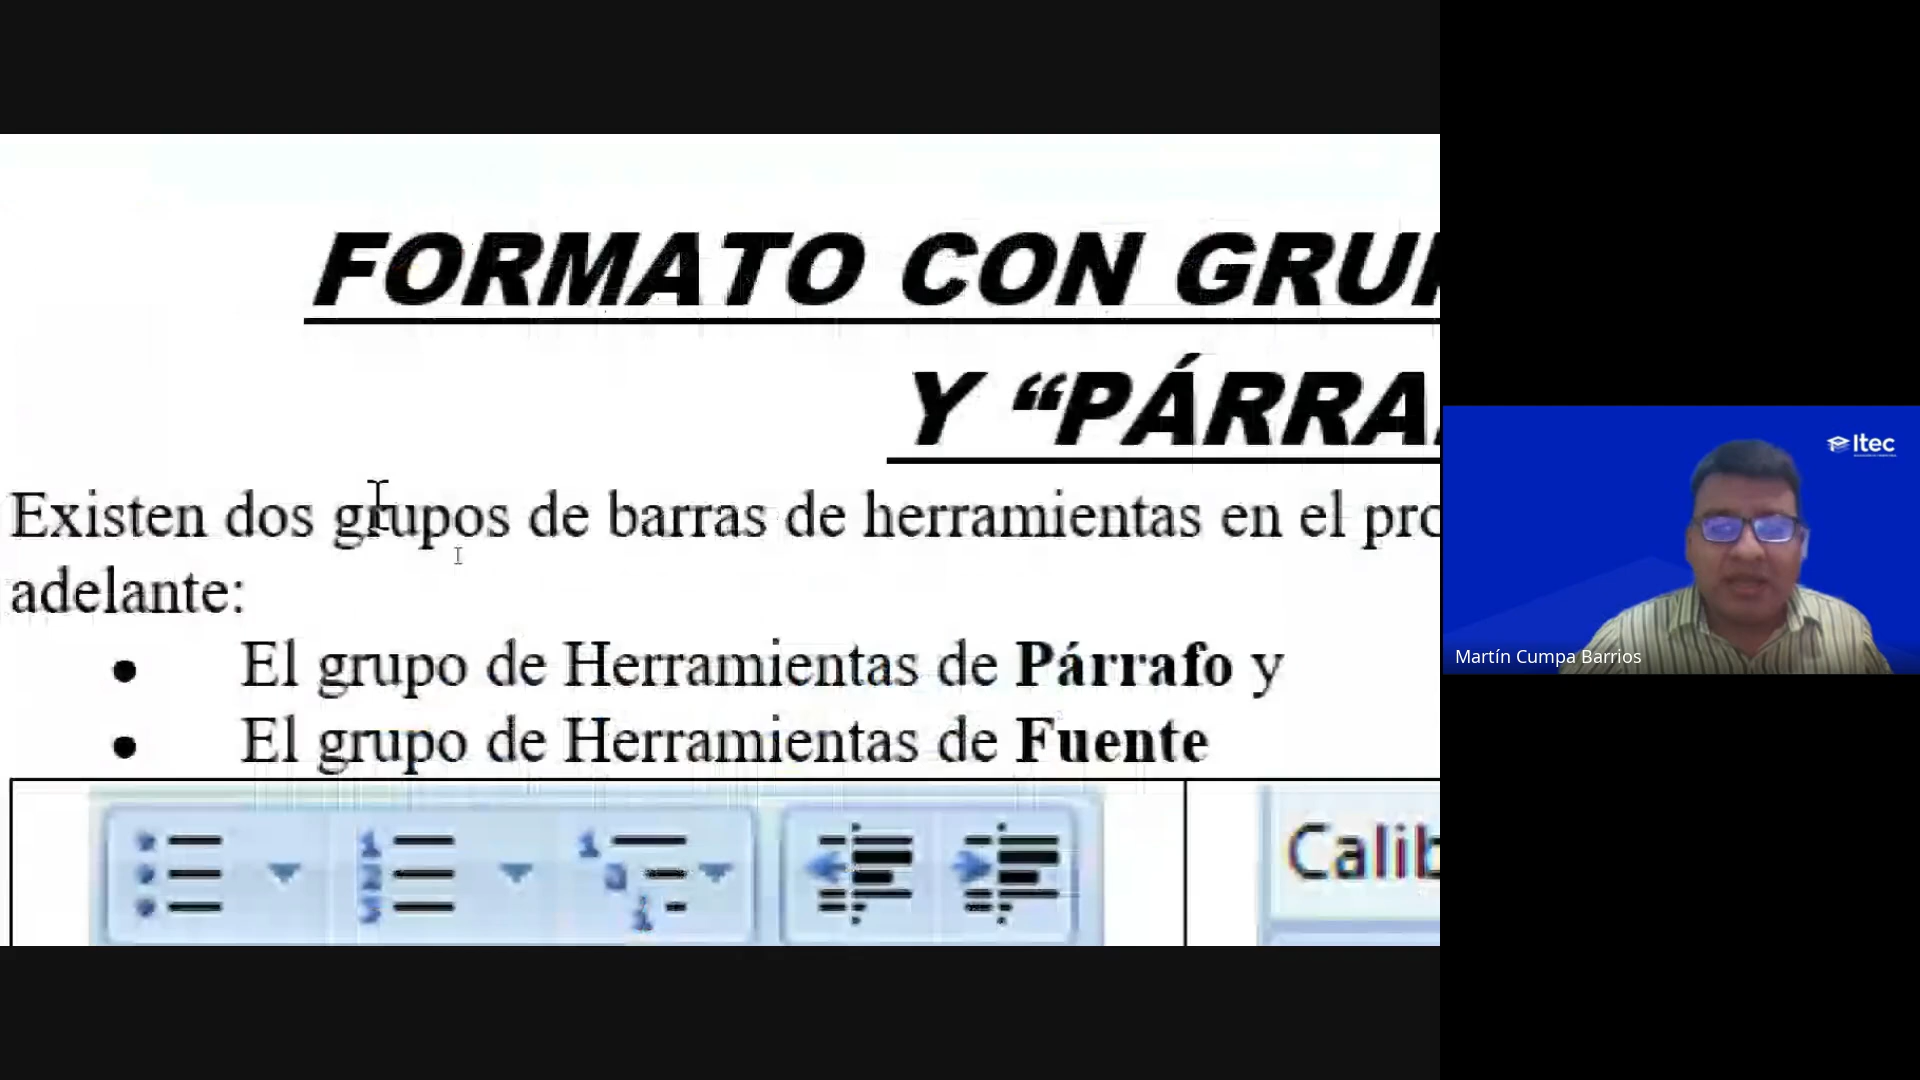 FORMATO CON GRUP
Y “PÁRRA
Existen dos grupos de barras de herramientas en el pro
adelante:
• El grupo de Herramientas de Párrafo y
• El grupo de Herramientas de Fuente
Calib
Itec
Martín Cumpa Barrios